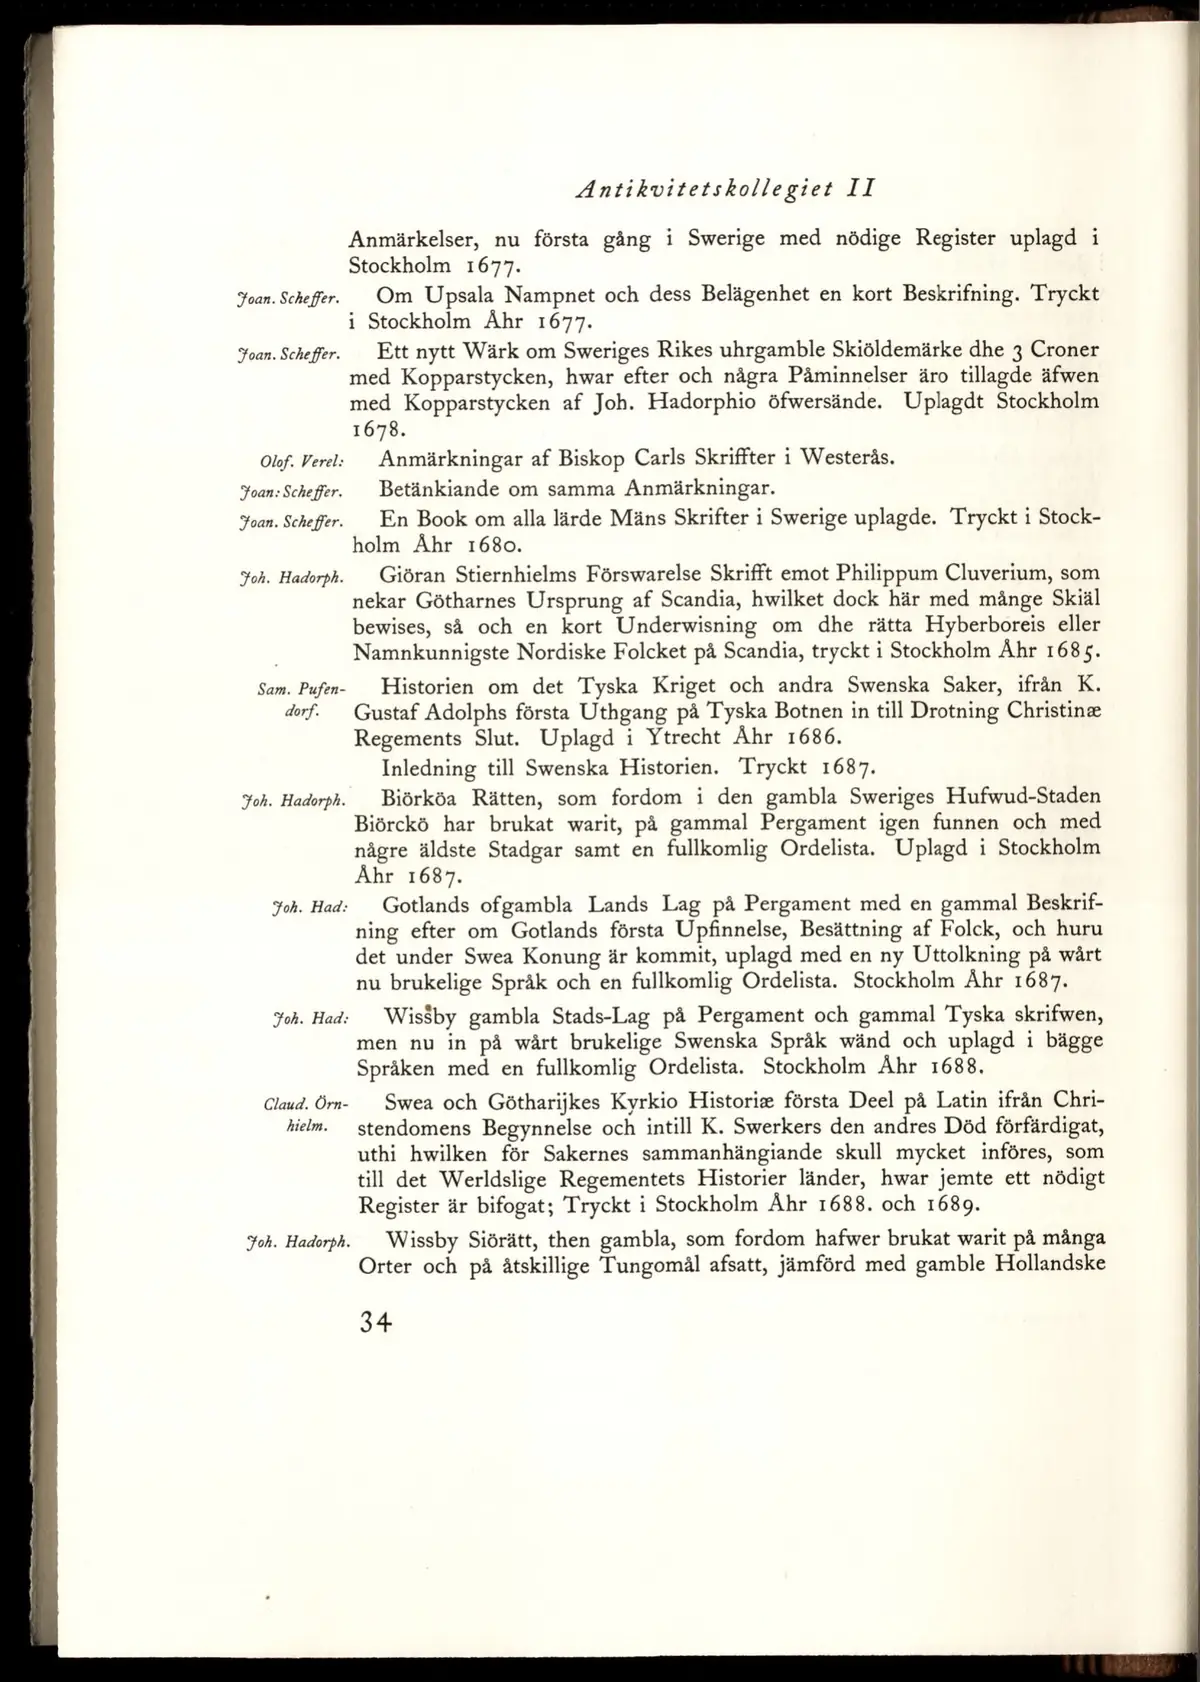 Antikvitetskollegiet II
Anmärkelser, nu första gång i Swerige med nödige Register uplagd i
Stockholm 1677.
Joan. Scheffer. Om Upsala Nampnet och dess Belägenhet en kort Beskrifning. Tryckt
i Stockholm Åhr 1677.
Joan. Scheffer. Ett nytt Wärk om Sweriges Rikes uhrgamble Skiöldemärke dhe 3 Croner
med Kopparstycken, hwar efter och några Påminnelser äro tillagde äfwen
med Kopparstycken af Joh. Hadorphio öfwersände. Uplagdt Stockholm
1678.
Olof. Verel: Anmärkningar af Biskop Carls Skriffter i Westerås.
Joan: Scheffer. Betänkiande om samma Anmärkningar.
Joan. Scheffer. En Book om alla lärde Mäns Skrifter i Swerige uplagde. Tryckt i Stock-
holm Åhr 1680.
Joh. Hadorph. Giöran Stiernhielms Förswarelse Skrifft emot Philippum Cluverium, som
nekar Götharnes Ursprung af Scandia, hwilket dock här med månge Skiäl
bewises, så och en kort Underwisning om dhe rätta Hyberboreis eller
Namnkunnigste Nordiske Folcket på Scandia, tryckt i Stockholm Åhr 1685.
Sam. Pufen- Historien om det Tyska Kriget och andra Swenska Saker, ifrån K.
dorf. Gustaf Adolphs första Uthgang på Tyska Botnen in till Drotning Christinæ
Regements Slut. Uplagd i Ytrecht Åhr 1686.
Inledning till Swenska Historien. Tryckt 1687.
Joh. Hadorph. Biörköa Rätten, som fordom i den gambla Sweriges Hufwud-Staden
Biörckö har brukat warit, på gammal Pergament igen funnen och med
någre äldste Stadgar samt en fullkomlig Ordelista. Uplagd i Stockholm
Åhr 1687.
Joh. Had: Gotlands ofgambla Lands Lag på Pergament med en gammal Beskrif-
ning efter om Gotlands första Upfinnelse, Besättning af Folck, och huru
det under Swea Konung är kommit, uplagd med en ny Uttolkning på wårt
nu brukelige Språk och en fullkomlig Ordelista. Stockholm Åhr 1687.
Joh. Had: Wissby gambla Stads-Lag på Pergament och gammal Tyska skrifwen,
men nu in på wårt brukelige Swenska Språk wänd och uplagd i bägge
Språken med en fullkomlig Ordelista. Stockholm Åhr 1688.
Claud. Örn- Swea och Götharijkes Kyrkio Historiæ första Deel på Latin ifrån Chri-
hielm. stendomens Begynnelse och intill K. Swerkers den andres Död förfärdigat,
uthi hwilken för Sakernes sammanhängiande skull mycket införes, som
till det Werldslige Regementets Historier länder, hwar jemte ett nödigt
Register är bifogat; Tryckt i Stockholm Åhr 1688. och 1689.
Joh. Hadorph. Wissby Siörätt, then gambla, som fordom hafwer brukat warit på många
Orter och på åtskillige Tungomål afsatt, jämförd med gamble Hollandske
34